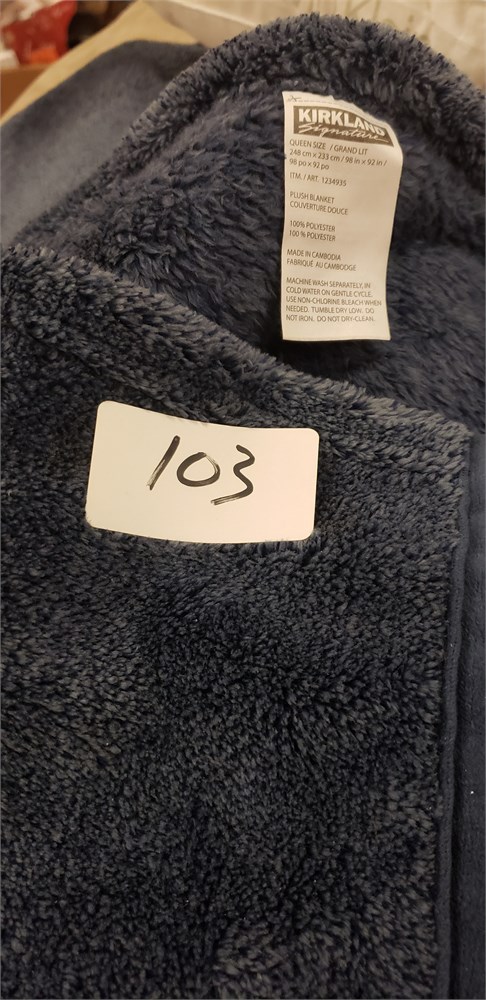 KIRKLAND
Signature
QUEEN SIZE / GRAND LIT
248 cm x 233 cm / 98 in x 92 in /
98 po x 92 po
ITM. / ART. 1234935
PLUSH BLANKET
COUVERTURE DOUCE
100% POLYESTER
100 % POLYESTER
MADE IN CAMBODIA
FABRIQUÉ AU CAMBODGE
MACHINE WASH SEPARATELY, IN
COLD WATER ON GENTLE CYCLE.
USE NON-CHLORINE BLEACH WHEN
NEEDED. TUMBLE DRY LOW. DO
NOT IRON. DO NOT DRY-CLEAN.
103